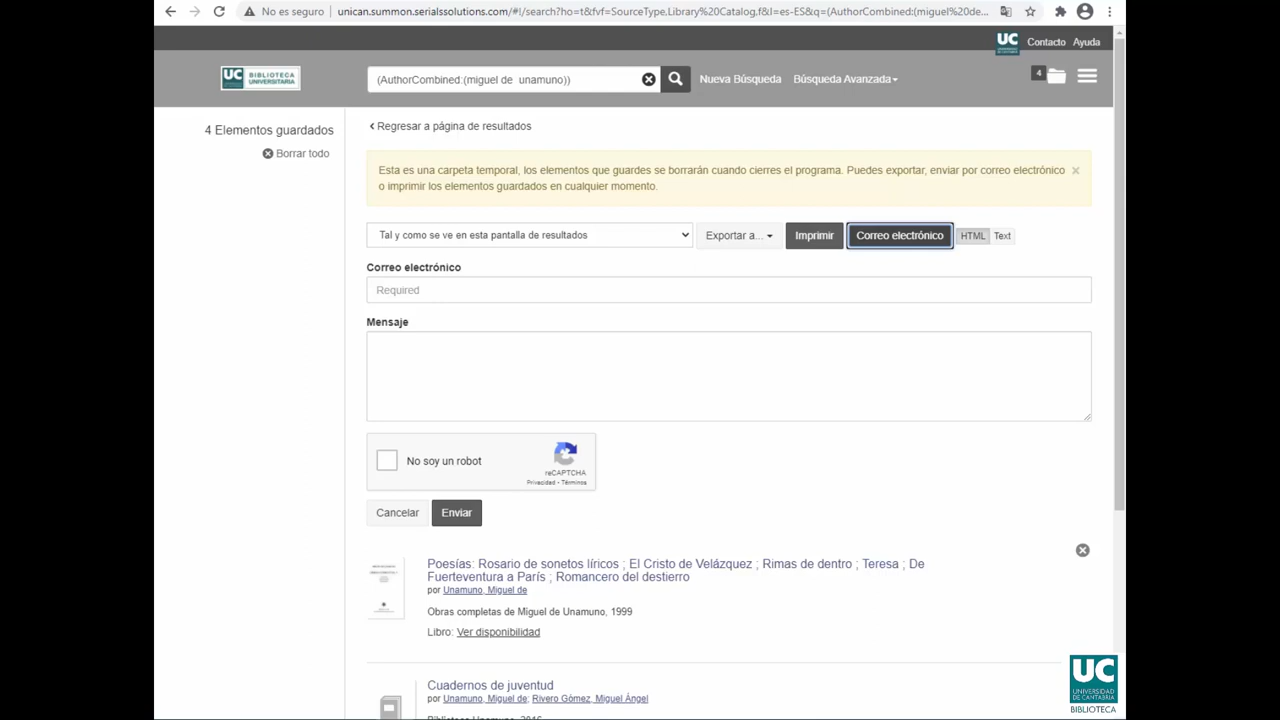 No es seguro
unican.summon.serialssolutions.com/#!/search?ho=t&fvf=SourceType,Library%20Catalog,f&l=es-ES&q=(AuthorCombined:(miguel%20de...
UC Contacto Ayuda
UC BIBLIOTECA UNIVERSITARIA
(AuthorCombined:(miguel de unamuno))
Nueva Búsqueda Búsqueda Avanzada
4
4 Elementos guardados
Borrar todo
Regresar a página de resultados
Esta es una carpeta temporal, los elementos que guardes se borrarán cuando cierres el programa. Puedes exportar, enviar por correo electrónico
o imprimir los elementos guardados en cualquier momento.
Tal y como se ve en esta pantalla de resultados
Exportar a... Imprimir Correo electrónico HTML Text
Correo electrónico
Required
Mensaje
No soy un robot
reCAPTCHA
Privacidad • Términos
Cancelar Enviar
Poesías: Rosario de sonetos líricos ; El Cristo de Velázquez ; Rimas de dentro ; Teresa ; De
Fuerteventura a París ; Romancero del destierro
por Unamuno, Miguel de
Obras completas de Miguel de Unamuno, 1999
Libro: Ver disponibilidad
Cuadernos de juventud
por Unamuno, Miguel de; Rivero Gómez, Miguel Ángel
UC
UNIVERSIDAD
DE CANTABRIA
BIBLIOTECA